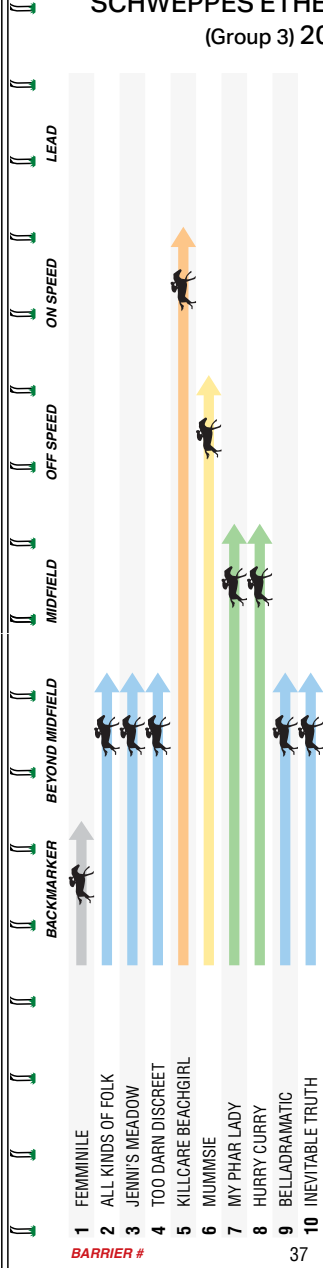 SCHWEPPES ETHE
(Group 3) 20
LEAD
ON SPEED
OFF SPEED
MIDFIELD
BEYOND MIDFIELD
BACKMARKER
1 FEMMINILE
2 ALL KINDS OF FOLK
3 JENNI'S MEADOW
4 TOO DARN DISCREET
5 KILLCARE BEACHGIRL
6 MUMMSIE
7 MY PHAR LADY
8 HURRY CURRY
9 BELLADRAMATIC
10 INEVITABLE TRUTH
BARRIER #
37